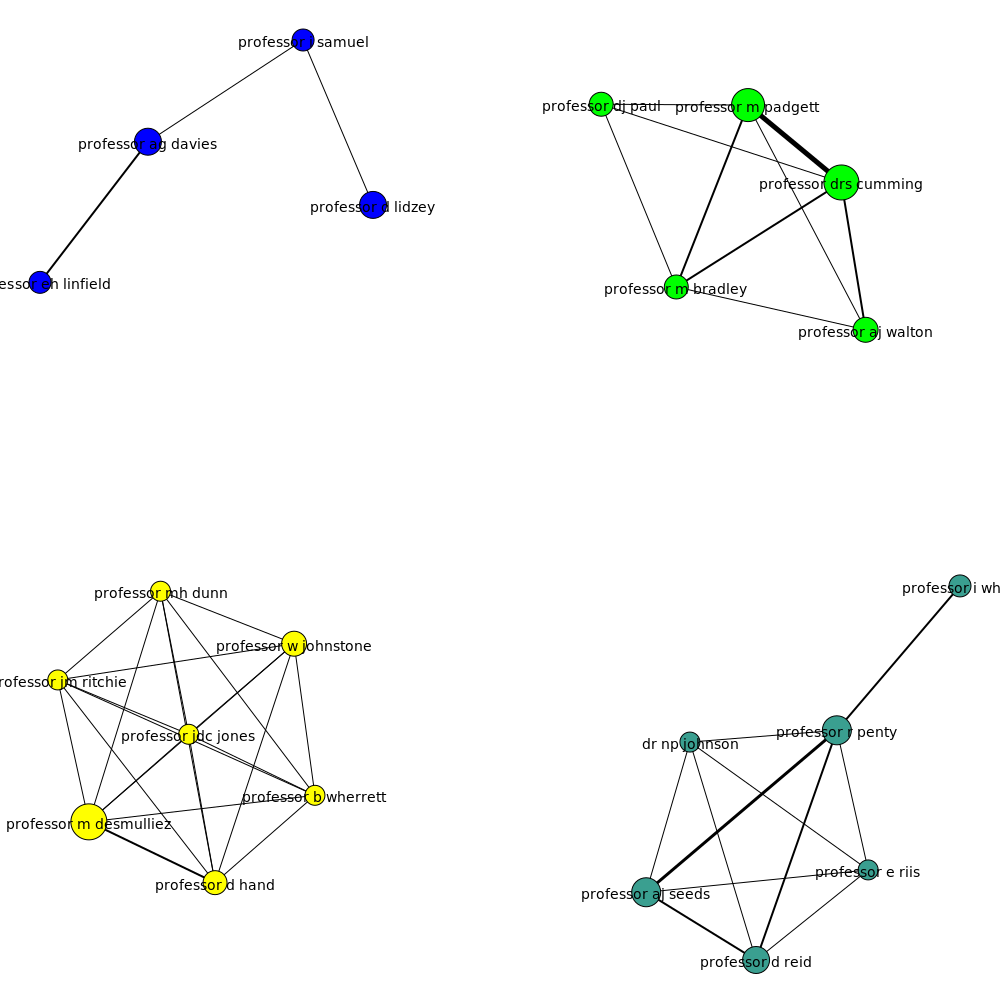 professor i samuel
professor ag davies
professor d lidzey
essor eh linfield
professor dj paul
professor m padgett
professor drs cumming
professor m bradley
professor aj walton
professor mh dunn
professor w johnstone
rofessor jm ritchie
professor jdc jones
professor b wherrett
professor m desmulliez
professor d hand
professor i wh
professor r penty
dr np johnson
professor e riis
professor aj seeds
professor d reid